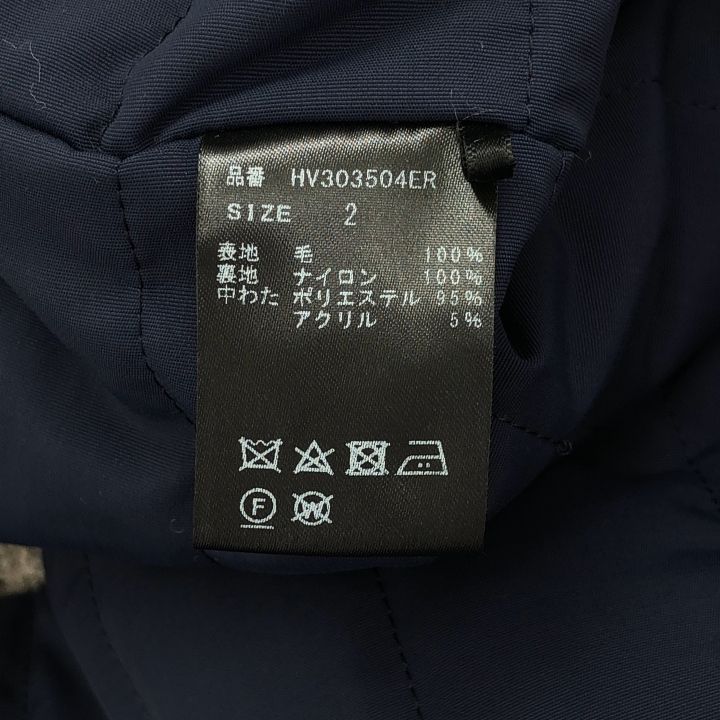 品番 HV303504ER
SIZE 2
表地 毛 100%
裏地 ナイロン 100%
中わた ポリエステル 95%
アクリル 5%
F W